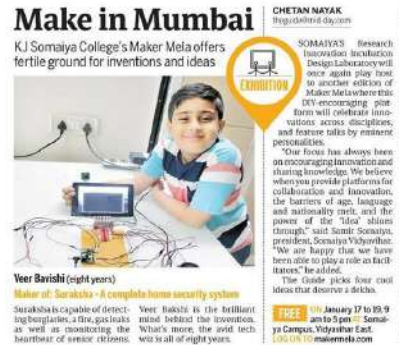 Make in Mumbai
KJ Somaiya College's Maker Mela offers
fertile ground for inventions and ideas
Veer Bavishi (eight years)
Maker of: Suraksha - A complete home security system
Suraksha is capable of detect-
ing burglaries, a fire, gas leaks
as well as monitoring the
heartbeat of senior citizens.
Veer Bakshi is the brilliant
mind behind the invention.
What's more, the avid tech
wiz is all of eight years.
CHETAN NAYAK
theguide@mid-day.com
EXHIBITION
SOMAIYA'S Research
Innovation Incubation
Design Laboratory will
once again play host
to another edition of
Maker Mela where this
DIY-encouraging plat-
form will celebrate inno-
vations across disciplines,
and feature talks by eminent
personalities.
"Our focus has always been
on encouraging innovation and
sharing knowledge. We believe
when you provide platforms for
collaboration and innovation,
the barriers of age, language
and nationality melt, and the
power of the 'idea' shines
through," said Samir Somaiya,
president, Somaiya Vidyavihar.
"We are happy that we have
been able to play a role as facili-
tators," he added.
The Guide picks four cool
ideas that deserve a dekho.
FREE
ON January 17 to 19, 9
am to 5 pm AT Somai-
ya Campus, Vidyavihar East.
LOG ON TO makermela.com